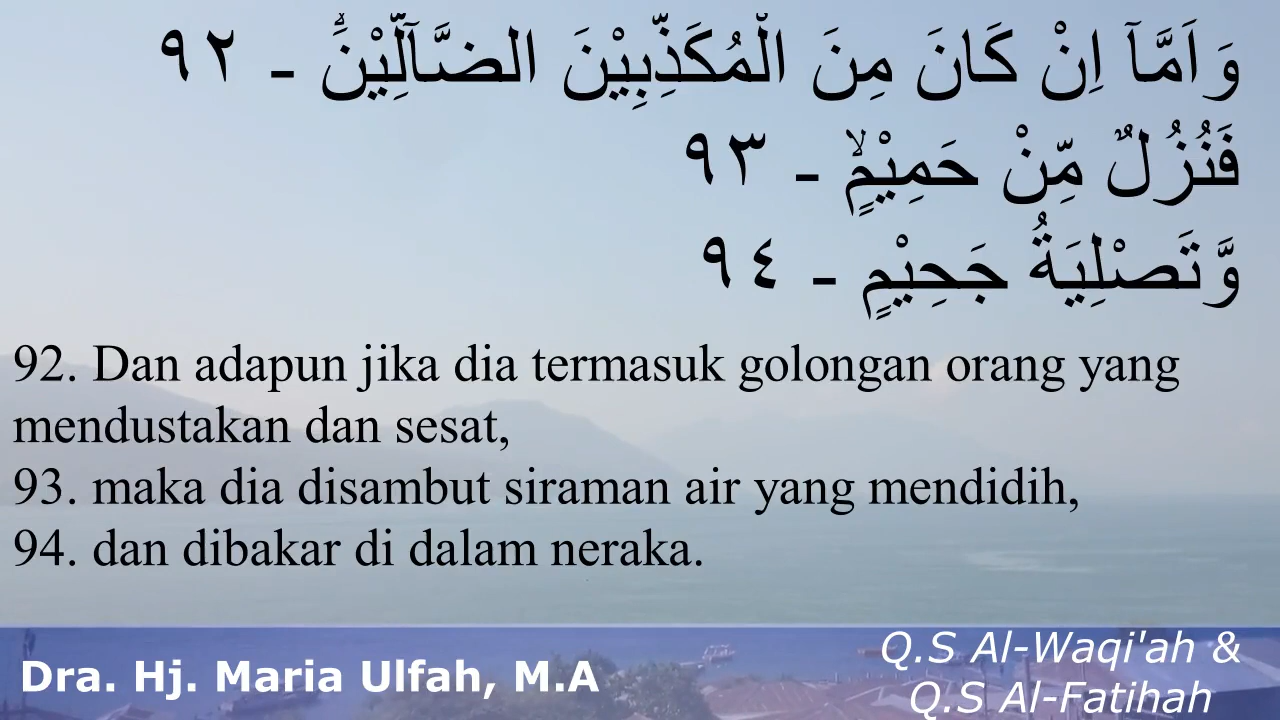 وَاَمَّآ اِنْ كَانَ مِنَ الْمُكَذِّبِيْنَ الضَّاۤلِّيْنَۙ - ٩٢
فَنُزُلٌ مِّنْ حَمِيْمٍۙ - ٩٣
وَّتَصْلِيَةُ جَحِيْمٍ - ٩٤
92. Dan adapun jika dia termasuk golongan orang yang
mendustakan dan sesat,
93. maka dia disambut siraman air yang mendidih,
94. dan dibakar di dalam neraka.
Dra. Hj. Maria Ulfah, M.A
Q.S Al-Waqi'ah &
Q.S Al-Fatihah